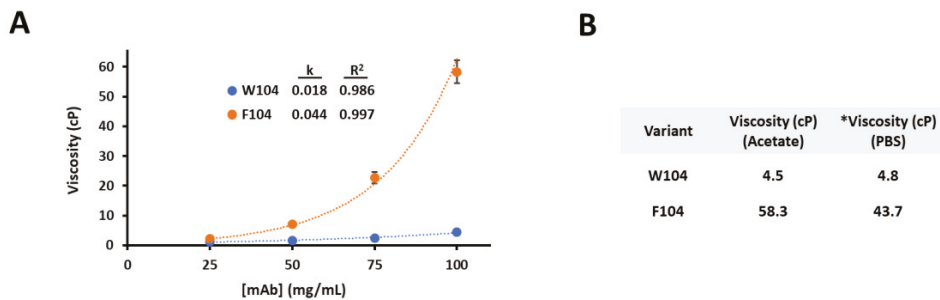 A
B
k R²
W104 0.018 0.986
F104 0.044 0.997
Viscosity (cP)
60
50
40
30
20
10
0
0 25 50 75 100
[mAb] (mg/mL)
Variant Viscosity (cP) (Acetate) *Viscosity (cP) (PBS)
W104 4.5 4.8
F104 58.3 43.7